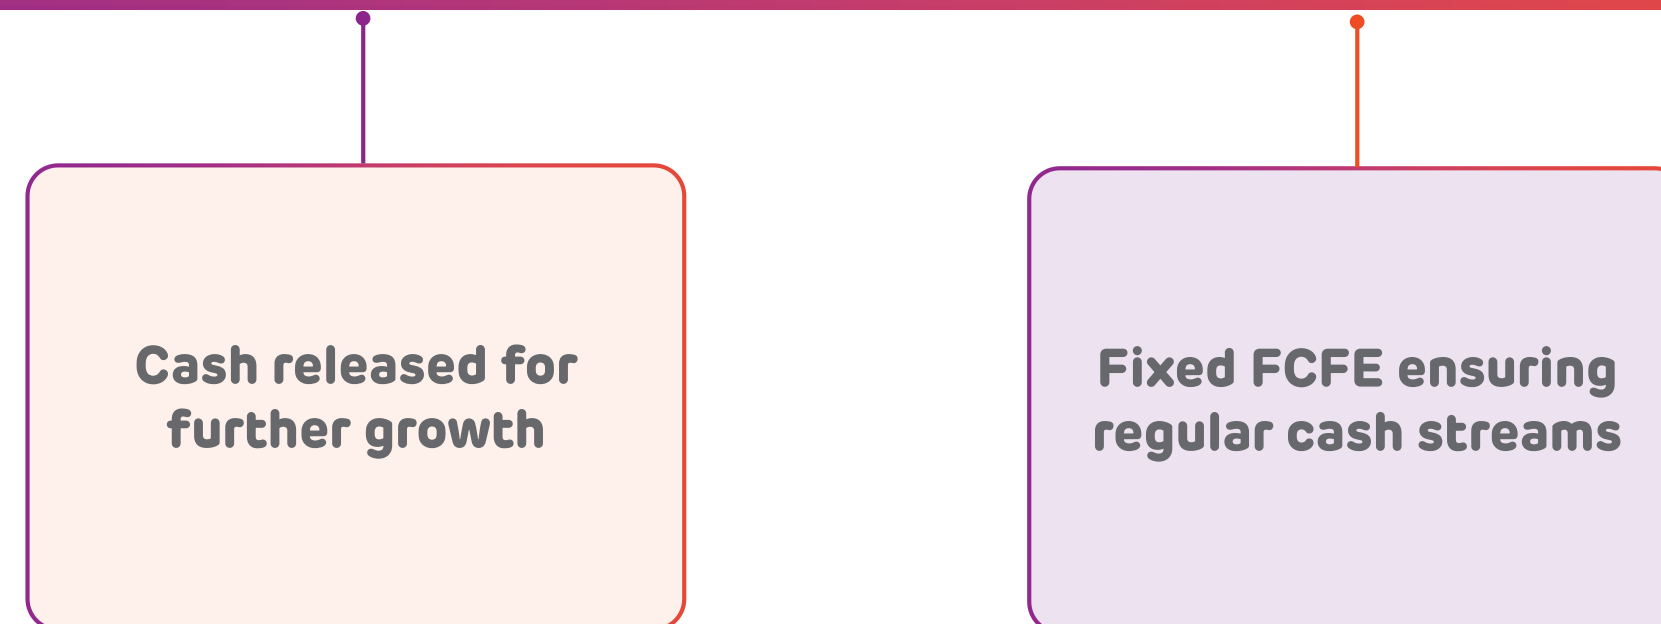 Cash released for
further growth
Fixed FCFE ensuring
regular cash streams